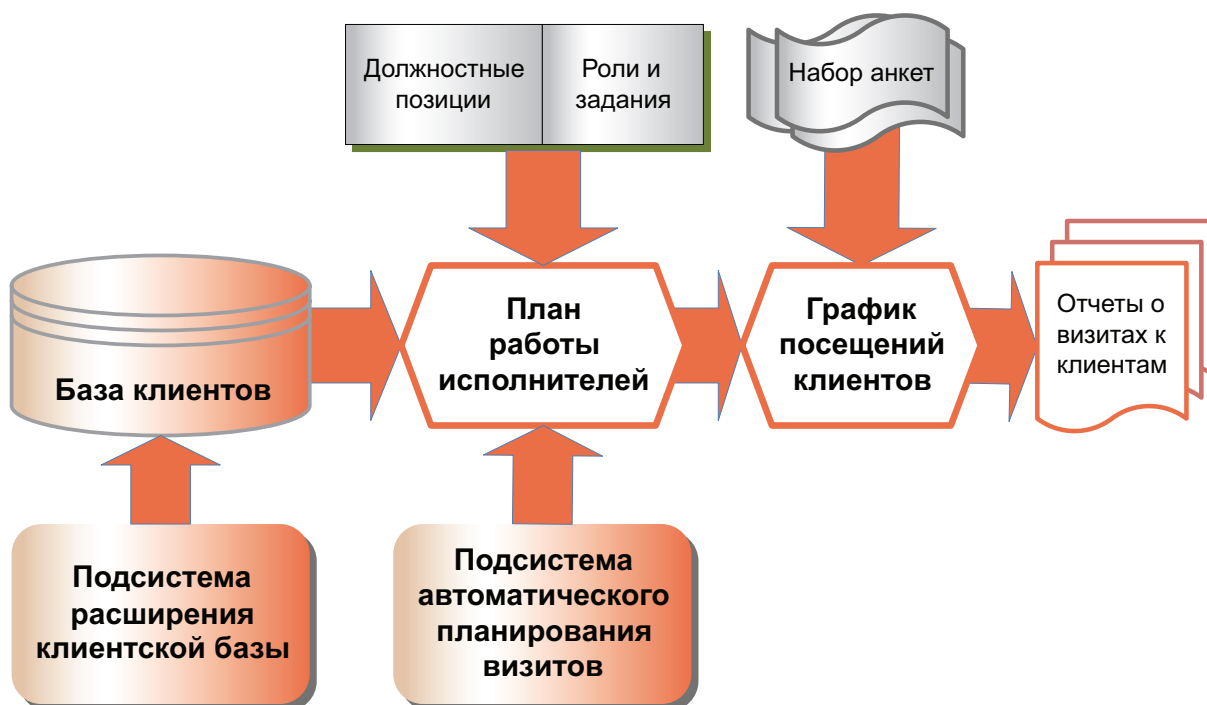 Должностные
позиции
Роли и
задания
Набор анкет
База клиентов
План
работы
исполнителей
График
посещений
клиентов
Отчеты о
визитах к
клиентам
Подсистема
расширения
клиентской базы
Подсистема
автоматического
планирования
визитов